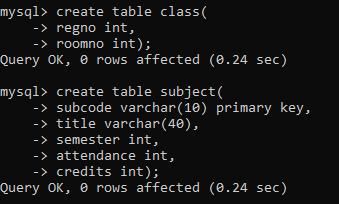 mysql> create table class(
    -> regno int,
    -> roomno int);
Query OK, 0 rows affected (0.24 sec)

mysql> create table subject(
    -> subcode varchar(10) primary key,
    -> title varchar(40),
    -> semester int,
    -> attendance int,
    -> credits int);
Query OK, 0 rows affected (0.24 sec)